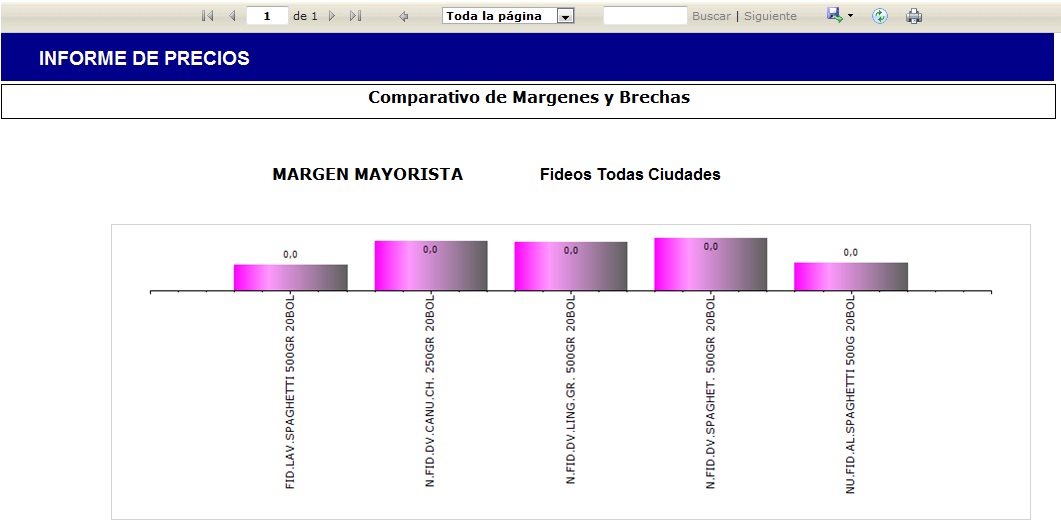 1 de 1 Toda la página Buscar | Siguiente
INFORME DE PRECIOS
Comparativo de Margenes y Brechas
MARGEN MAYORISTA Fideos Todas Ciudades
0,0 0,0 0,0 0,0 0,0
FID.LAV.SPAGHETTI 500GR 20BOL
N.FID.DV.CANU.CH. 250GR 20BOL
N.FID.DV.LING.GR. 500GR 20BOL
N.FID.DV.SPAGHET. 500GR 20BOL
NU.FID.AL.SPAGHETTI 500G 20BOL